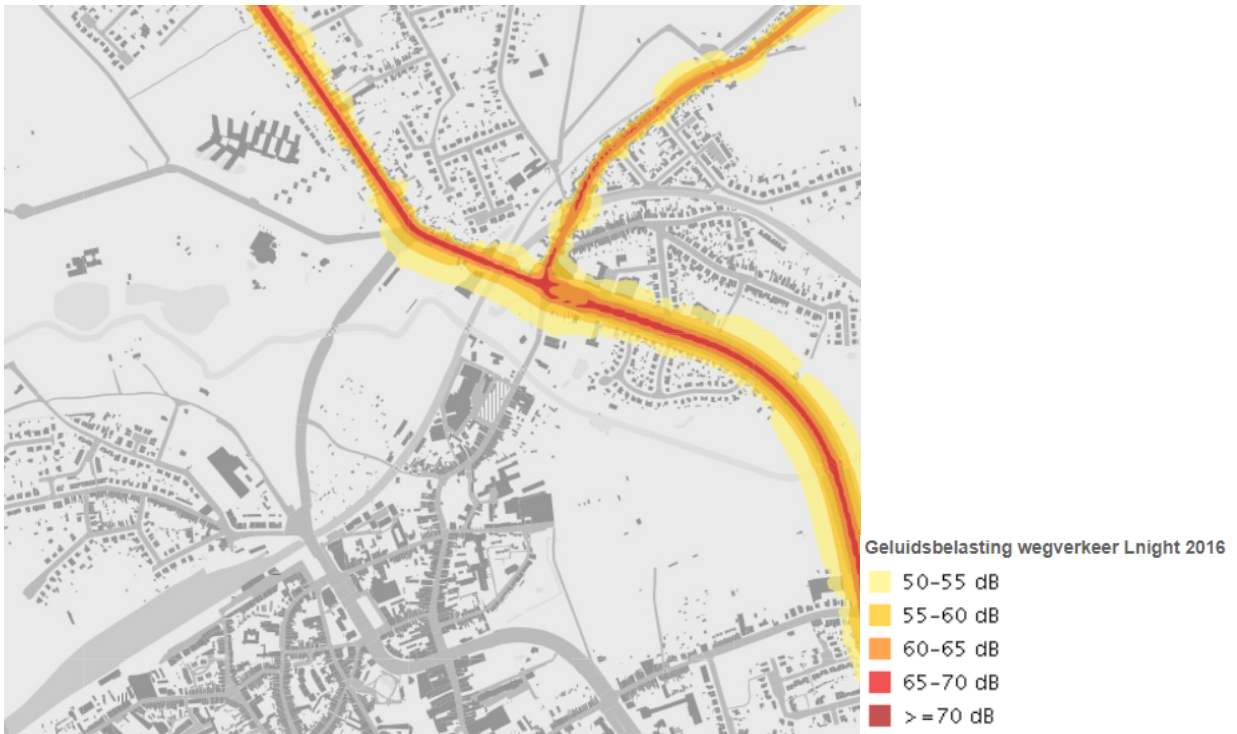 Geluidsbelasting wegverkeer Lnight 2016
50-55 dB
55-60 dB
60-65 dB
65-70 dB
>=70 dB